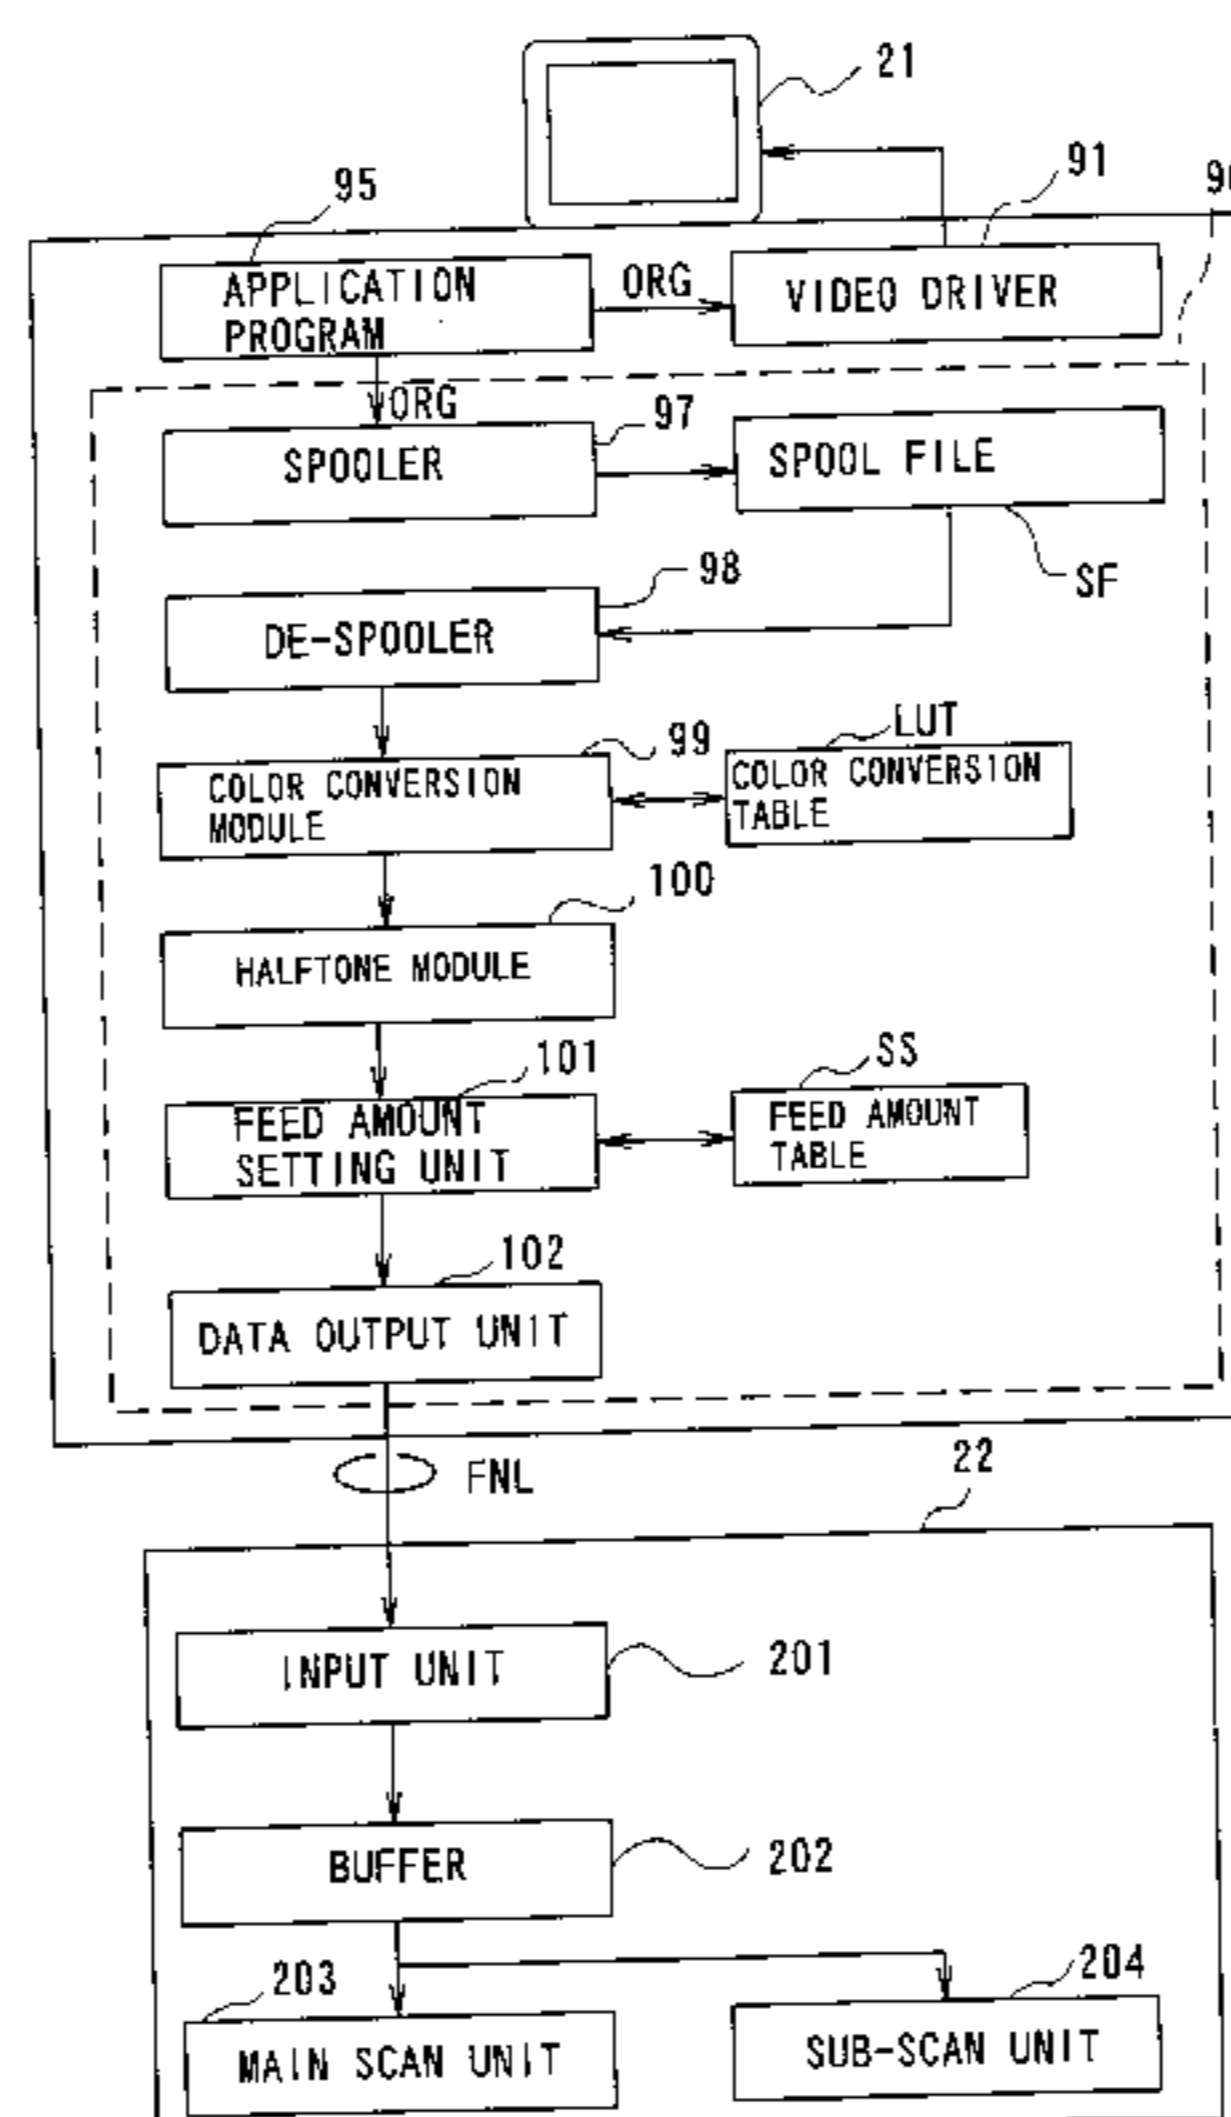 21
91
95
APPLICATION
PROGRAM
ORG
VIDEO DRIVER
ORG
97
SPOOLER
SPOOL FILE
SF
98
DE-SPOOLER
99
LUT
COLOR CONVERSION
MODULE
COLOR CONVERSION
TABLE
100
HALFTONE MODULE
101
SS
FEED AMOUNT
SETTING UNIT
FEED AMOUNT
TABLE
102
DATA OUTPUT UNIT
FNL
22
INPUT UNIT
201
BUFFER
202
203
204
MAIN SCAN UNIT
SUB-SCAN UNIT